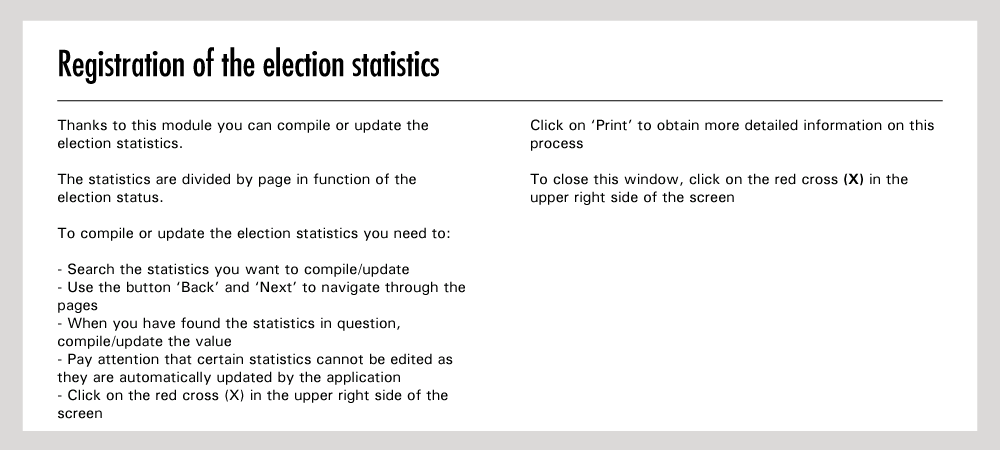 Registration of the election statistics
Thanks to this module you can compile or update the
election statistics.
The statistics are divided by page in function of the
election status.
To compile or update the election statistics you need to:
- Search the statistics you want to compile/update
- Use the button ‘Back’ and ‘Next’ to navigate through the
pages
- When you have found the statistics in question,
compile/update the value
- Pay attention that certain statistics cannot be edited as
they are automatically updated by the application
- Click on the red cross (X) in the upper right side of the
screen
Click on ‘Print’ to obtain more detailed information on this
process
To close this window, click on the red cross (X) in the
upper right side of the screen